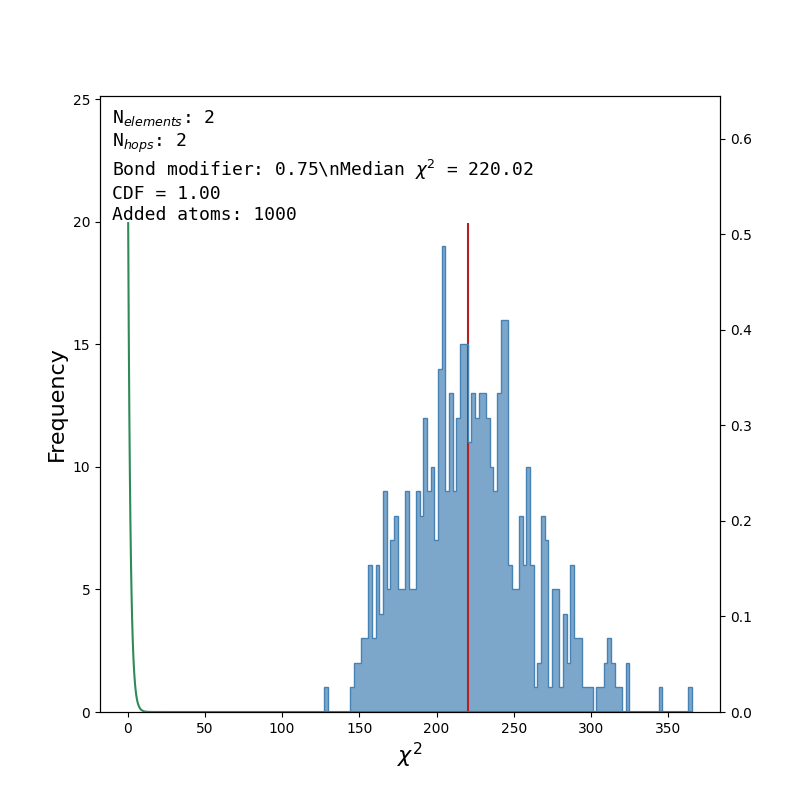 N_elements: 2
N_hops: 2
Bond modifier: 0.75\nMedian χ² = 220.02
CDF = 1.00
Added atoms: 1000
25
20
15
10
5
0
Frequency
0.6
0.5
0.4
0.3
0.2
0.1
0.0
0 50 100 150 200 250 300 350
χ²